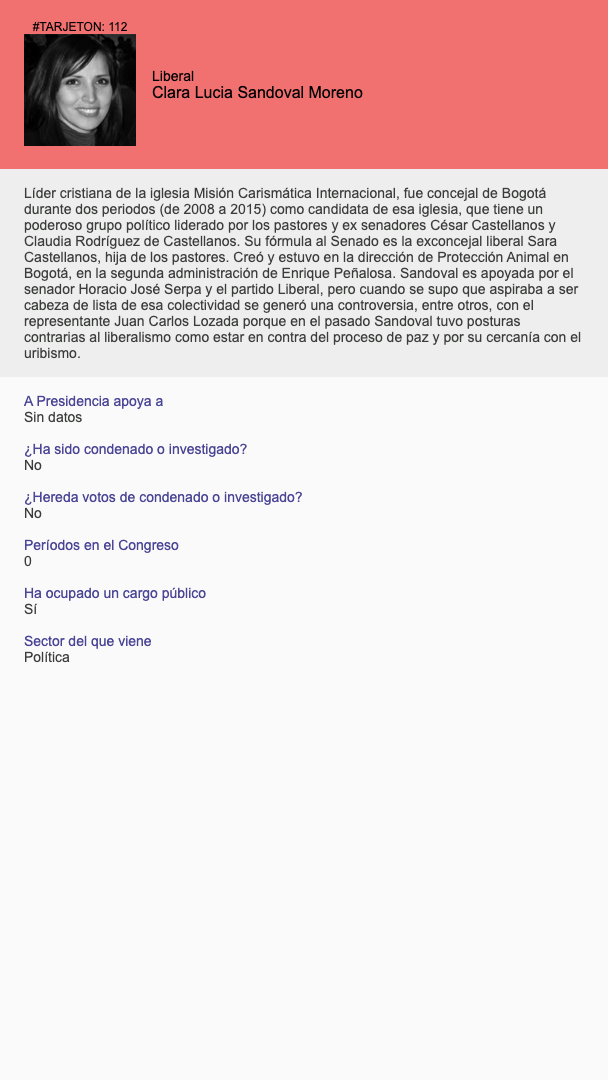 #TARJETON: 112
Liberal
Clara Lucia Sandoval Moreno
Líder cristiana de la iglesia Misión Carismática Internacional, fue concejal de Bogotá
durante dos periodos (de 2008 a 2015) como candidata de esa iglesia, que tiene un
poderoso grupo político liderado por los pastores y ex senadores César Castellanos y
Claudia Rodríguez de Castellanos. Su fórmula al Senado es la exconcejal liberal Sara
Castellanos, hija de los pastores. Creó y estuvo en la dirección de Protección Animal en
Bogotá, en la segunda administración de Enrique Peñalosa. Sandoval es apoyada por el
senador Horacio José Serpa y el partido Liberal, pero cuando se supo que aspiraba a ser
cabeza de lista de esa colectividad se generó una controversia, entre otros, con el
representante Juan Carlos Lozada porque en el pasado Sandoval tuvo posturas
contrarias al liberalismo como estar en contra del proceso de paz y por su cercanía con el
uribismo.
A Presidencia apoya a
Sin datos
¿Ha sido condenado o investigado?
No
¿Hereda votos de condenado o investigado?
No
Períodos en el Congreso
0
Ha ocupado un cargo público
Sí
Sector del que viene
Política